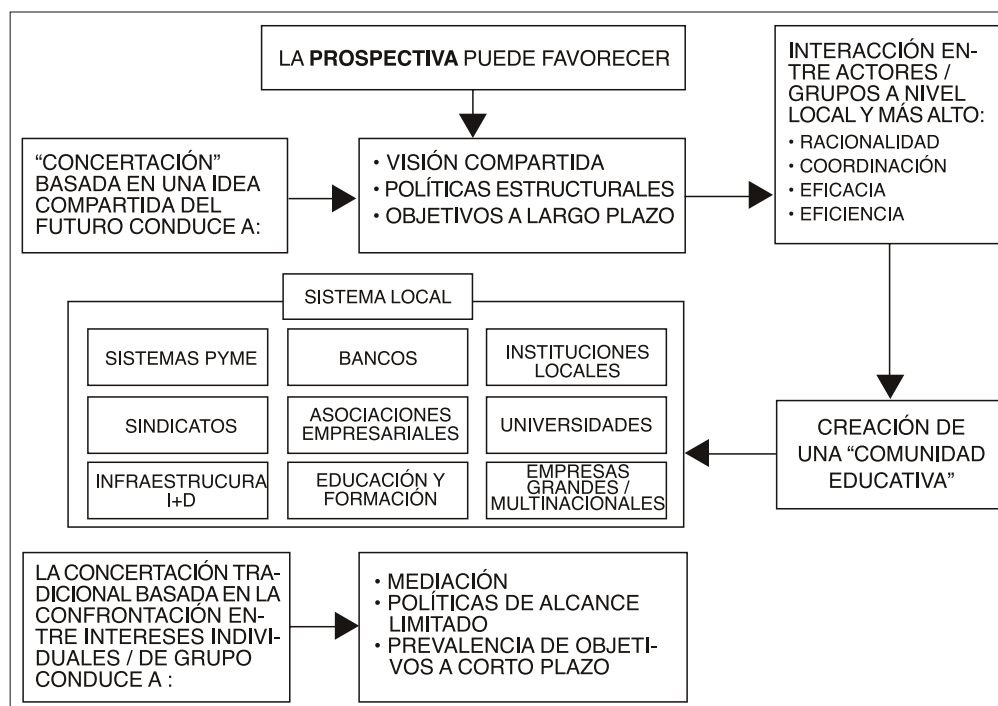 LA PROSPECTIVA PUEDE FAVORECER
INTERACCIÓN EN-
TRE ACTORES /
GRUPOS A NIVEL
LOCAL Y MÁS ALTO:
• RACIONALIDAD
• COORDINACIÓN
• EFICACIA
• EFICIENCIA
“CONCERTACIÓN”
BASADA EN UNA IDEA
COMPARTIDA DEL
FUTURO CONDUCE A:
• VISIÓN COMPARTIDA
• POLÍTICAS ESTRUCTURALES
• OBJETIVOS A LARGO PLAZO
SISTEMA LOCAL
SISTEMAS PYME
BANCOS
INSTITUCIONES
LOCALES
SINDICATOS
ASOCIACIONES
EMPRESARIALES
UNIVERSIDADES
INFRAESTRUCURA
I+D
EDUCACIÓN Y
FORMACIÓN
EMPRESAS
GRANDES /
MULTINACIONALES
CREACIÓN DE
UNA “COMUNIDAD
EDUCATIVA”
LA CONCERTACIÓN TRA-
DICIONAL BASADA EN LA
CONFRONTACIÓN EN-
TRE INTERESES INDIVI-
DUALES / DE GRUPO
CONDUCE A :
• MEDIACIÓN
• POLÍTICAS DE ALCANCE
LIMITADO
• PREVALENCIA DE OBJETI-
VOS A CORTO PLAZO